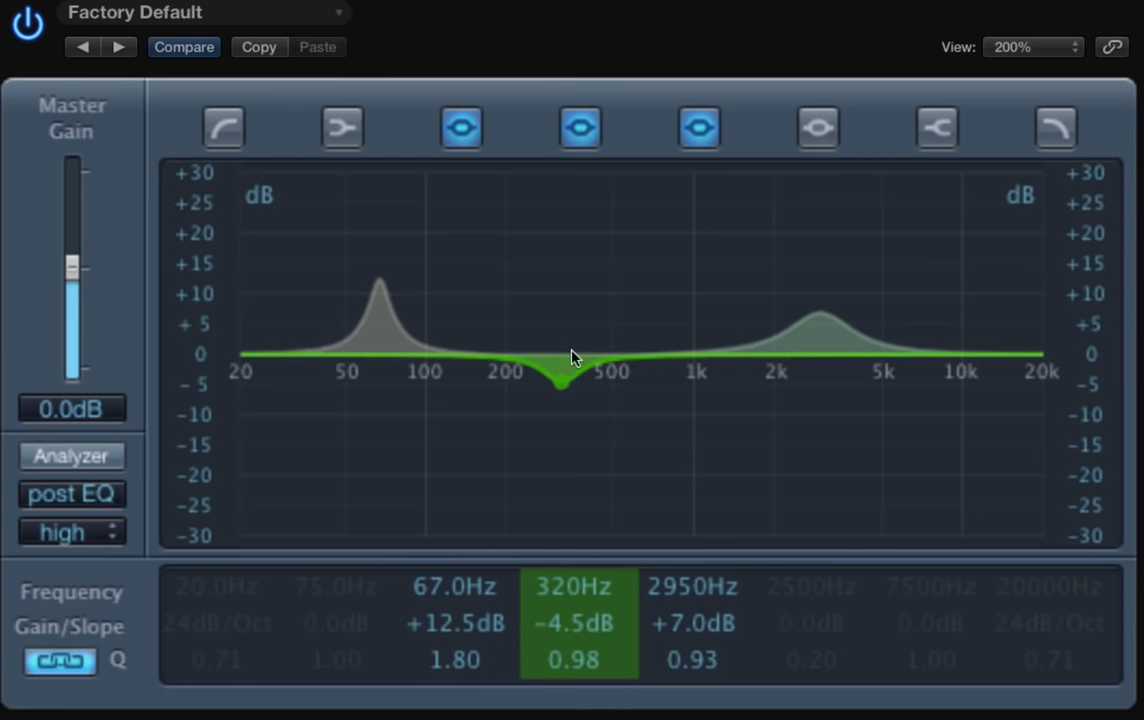 Factory Default
Compare Copy Paste View: 200%
Master
Gain
+30 +30
dB dB
+25 +25
+20 +20
+15 +15
+10 +10
+ 5 + 5
0 0
20 50 100 200 500 1k 2k 5k 10k 20k
- 5 - 5
-10 -10
0.0dB
-15 -15
Analyzer
-20 -20
post EQ
-25 -25
high
-30 -30
Frequency 20.0Hz 75.0Hz 67.0Hz 320Hz 2950Hz 2500Hz 7500Hz 20000Hz
Gain/Slope 24dB/Oct 0.0dB +12.5dB -4.5dB +7.0dB 0.0dB 0.0dB 24dB/Oct
Q 0.71 1.00 1.80 0.98 0.93 0.20 1.00 0.71